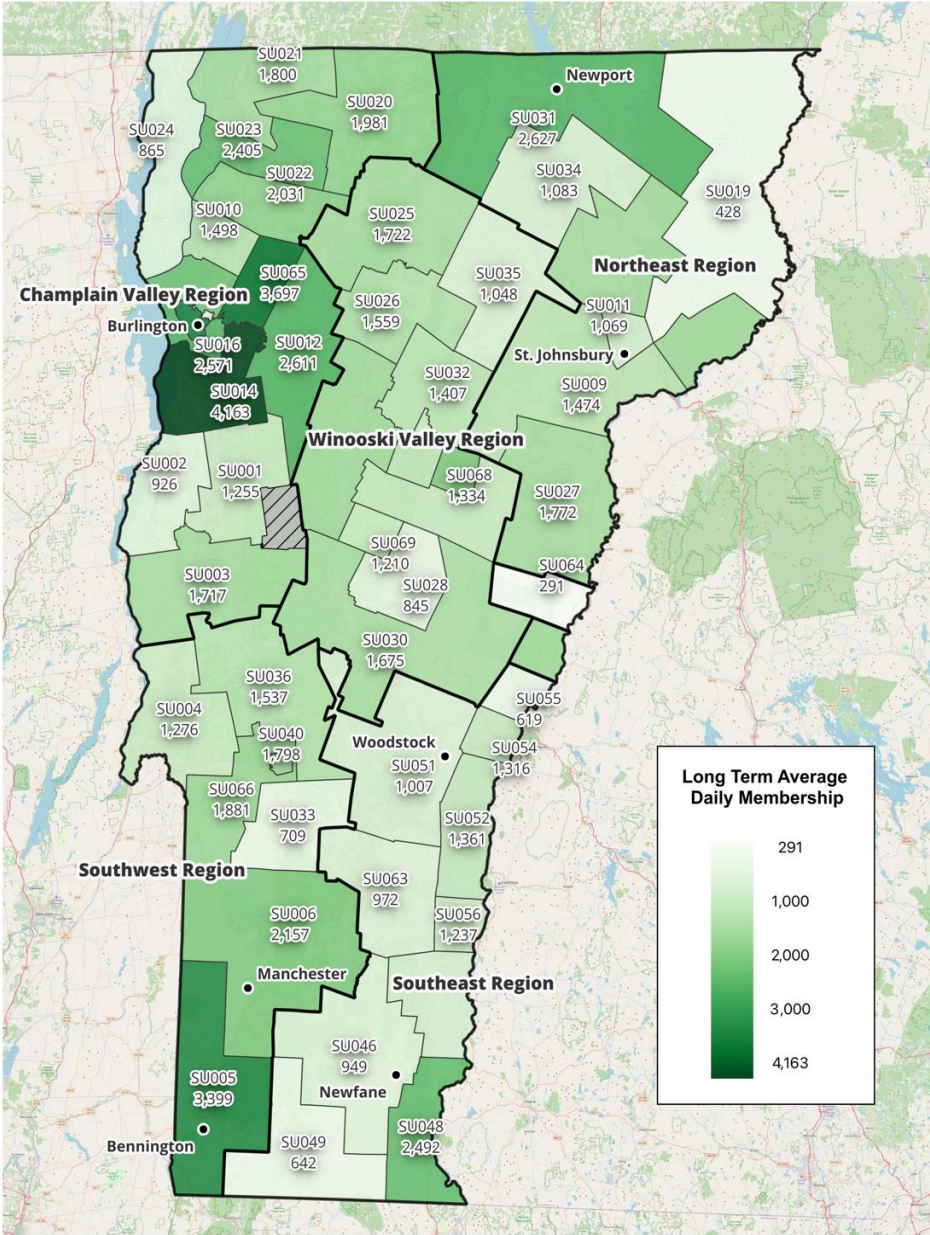 SU021
1,800
Newport
SU020
1,981
SU031
2,627
SU024
865
SU023
2,405
SU034
1,083
SU022
2,031
SU019
428
SU010
1,498
SU025
1,722
Northeast Region
SU065
3,697
SU035
1,048
Champlain Valley Region
SU026
1,559
SU011
1,069
Burlington
SU016
2,571
SU012
2,611
St. Johnsbury
SU032
1,407
SU009
1,474
SU014
4,163
Winooski Valley Region
SU002
926
SU001
1,255
SU068
1,334
SU027
1,772
SU069
1,210
SU064
291
SU003
1,717
SU028
845
SU030
1,675
SU036
1,537
SU055
619
SU004
1,276
SU040
1,798
Woodstock
SU051
1,007
SU054
1,316
SU066
1,881
SU033
709
SU052
1,361
Southwest Region
SU063
972
SU006
2,157
SU056
1,237
Manchester
Southeast Region
SU046
949
SU005
3,399
Newfane
Bennington
SU049
642
SU048
2,492
Long Term Average
Daily Membership
291
1,000
2,000
3,000
4,163